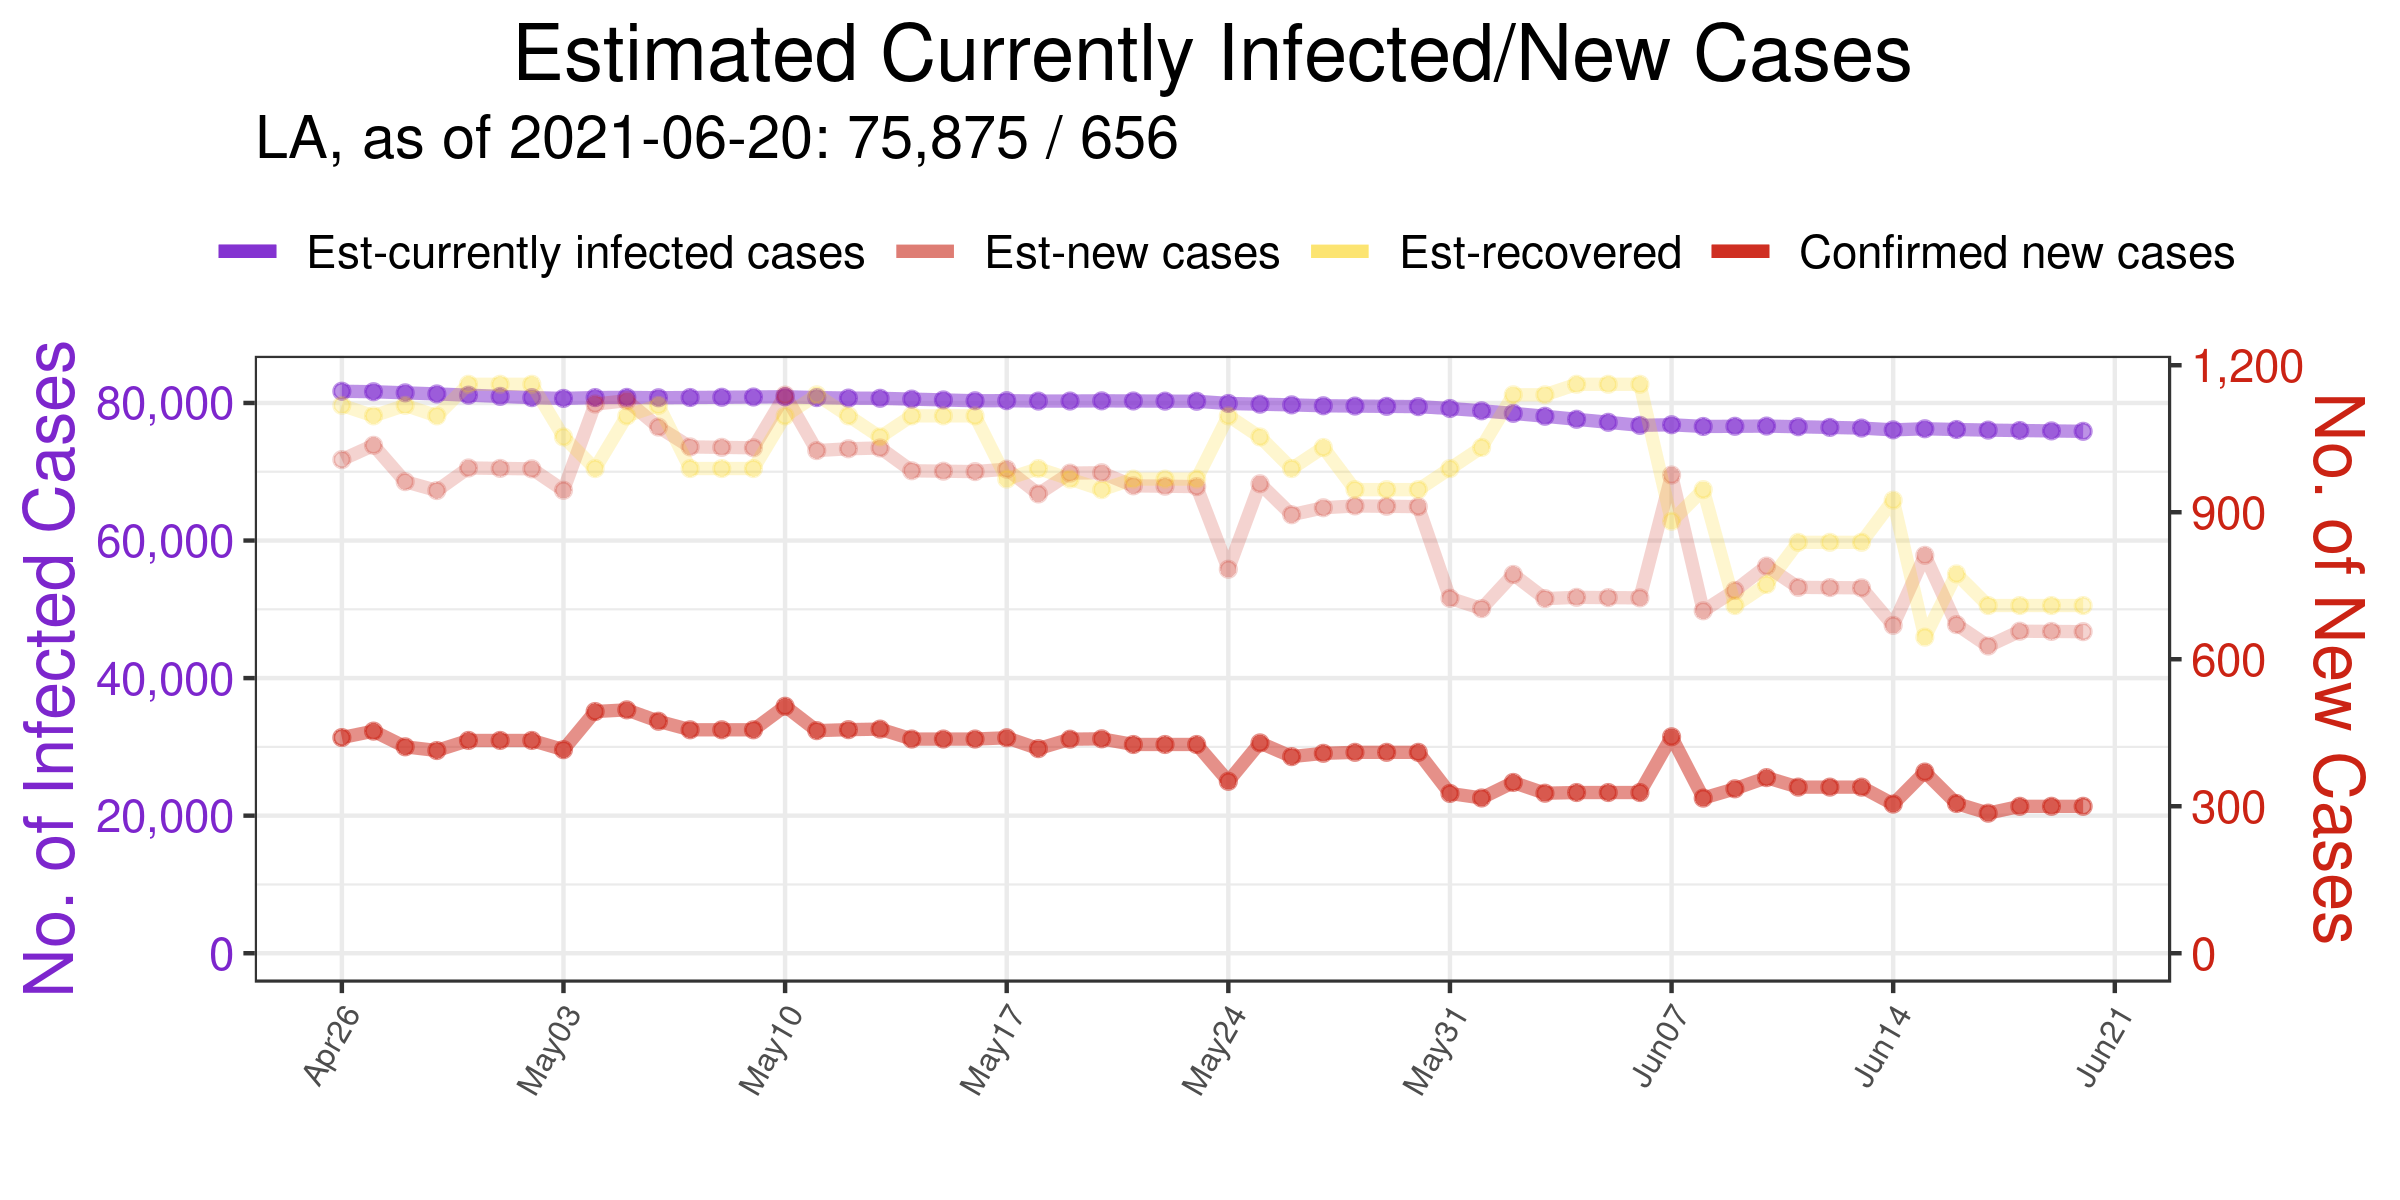 Estimated Currently Infected/New Cases
LA, as of 2021-06-20: 75,875 / 656
Est-currently infected cases Est-new cases Est-recovered Confirmed new cases
No. of Infected Cases
80,000
60,000
40,000
20,000
0
1,200
900
600
300
0
No. of New Cases
Apr26 May03 May10 May17 May24 May31 Jun07 Jun14 Jun21